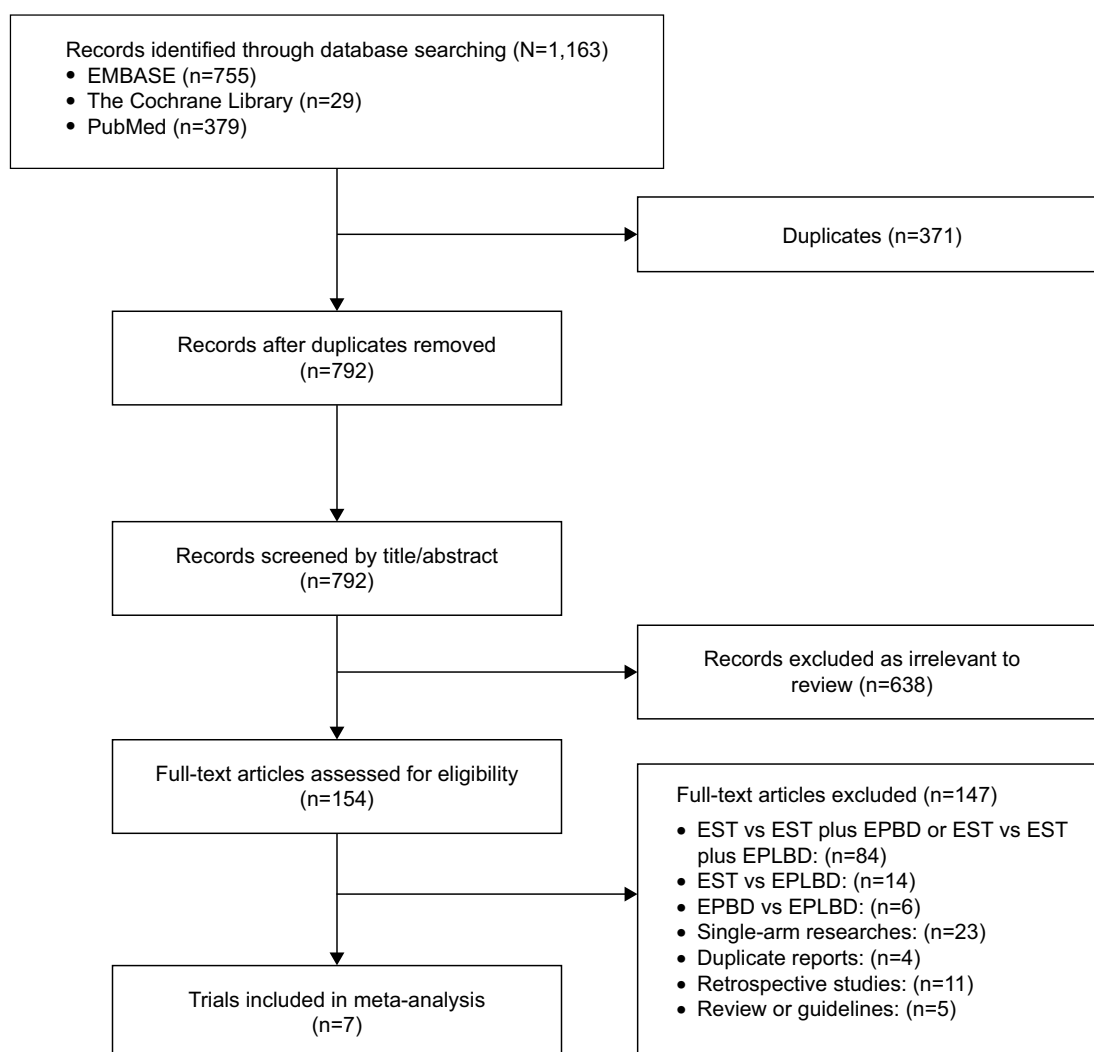 Records identified through database searching (N=1,163)
• EMBASE (n=755)
• The Cochrane Library (n=29)
• PubMed (n=379)
Duplicates (n=371)
Records after duplicates removed
(n=792)
Records screened by title/abstract
(n=792)
Records excluded as irrelevant to
review (n=638)
Full-text articles assessed for eligibility
(n=154)
Full-text articles excluded (n=147)
• EST vs EST plus EPBD or EST vs EST
plus EPLBD: (n=84)
• EST vs EPLBD: (n=14)
• EPBD vs EPLBD: (n=6)
• Single-arm researches: (n=23)
• Duplicate reports: (n=4)
• Retrospective studies: (n=11)
• Review or guidelines: (n=5)
Trials included in meta-analysis
(n=7)